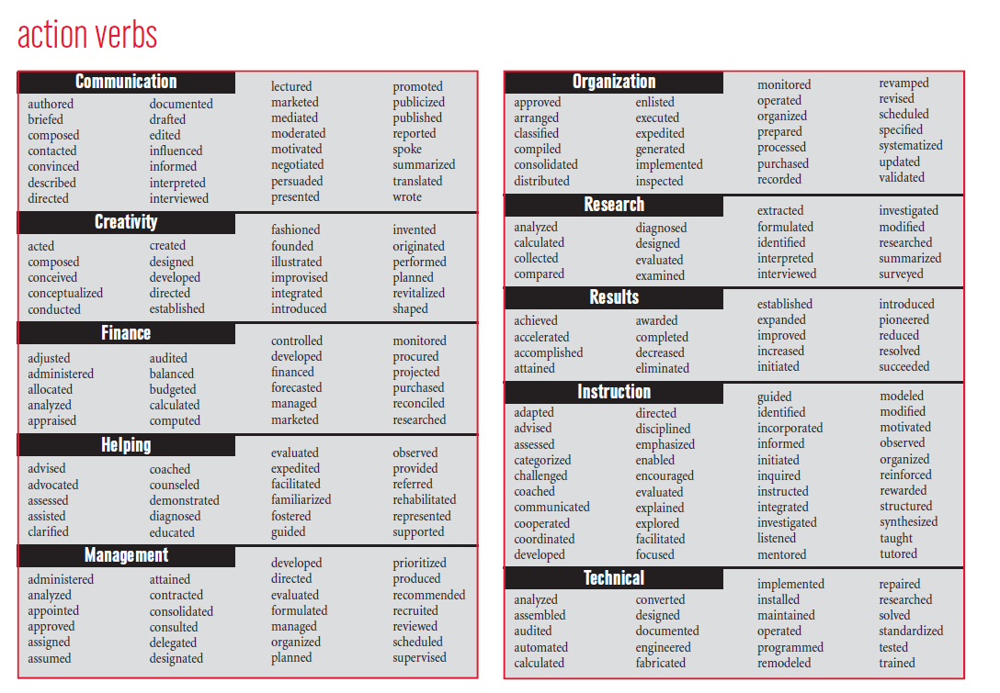 action verbs
Communication
authored
briefed
composed
contacted
convinced
described
directed
documented
drafted
edited
influenced
informed
interpreted
interviewed
lectured
marketed
mediated
moderated
motivated
negotiated
persuaded
presented
promoted
publicized
published
reported
spoke
summarized
translated
wrote
Creativity
acted
composed
conceived
conceptualized
conducted
created
designed
developed
directed
established
fashioned
founded
illustrated
improvised
integrated
introduced
invented
originated
performed
planned
revitalized
shaped
Finance
adjusted
administered
allocated
analyzed
appraised
audited
balanced
budgeted
calculated
computed
controlled
developed
financed
forecasted
managed
marketed
monitored
procured
projected
purchased
reconciled
researched
Helping
advised
advocated
assessed
assisted
clarified
coached
counseled
demonstrated
diagnosed
educated
evaluated
expedited
facilitated
familiarized
fostered
guided
observed
provided
referred
rehabilitated
represented
supported
Management
administered
analyzed
appointed
approved
assigned
assumed
attained
contracted
consolidated
consulted
delegated
designated
developed
directed
evaluated
formulated
managed
organized
planned
prioritized
produced
recommended
recruited
reviewed
scheduled
supervised
Organization
approved
arranged
classified
compiled
consolidated
distributed
enlisted
executed
expedited
generated
implemented
inspected
monitored
operated
organized
prepared
processed
purchased
recorded
revamped
revised
scheduled
specified
systematized
updated
validated
Research
analyzed
calculated
collected
compared
diagnosed
designed
evaluated
examined
extracted
formulated
identified
interpreted
interviewed
investigated
modified
researched
summarized
surveyed
Results
achieved
accelerated
accomplished
attained
awarded
completed
decreased
eliminated
established
expanded
improved
increased
initiated
introduced
pioneered
reduced
resolved
succeeded
Instruction
adapted
advised
assessed
categorized
challenged
coached
communicated
cooperated
coordinated
developed
directed
disciplined
emphasized
enabled
encouraged
evaluated
explained
explored
facilitated
focused
guided
identified
incorporated
informed
initiated
inquired
instructed
integrated
investigated
listened
mentored
modeled
modified
motivated
observed
organized
reinforced
rewarded
structured
synthesized
taught
tutored
Technical
analyzed
assembled
audited
automated
calculated
converted
designed
documented
engineered
fabricated
implemented
installed
maintained
operated
programmed
remodeled
repaired
researched
solved
standardized
tested
trained